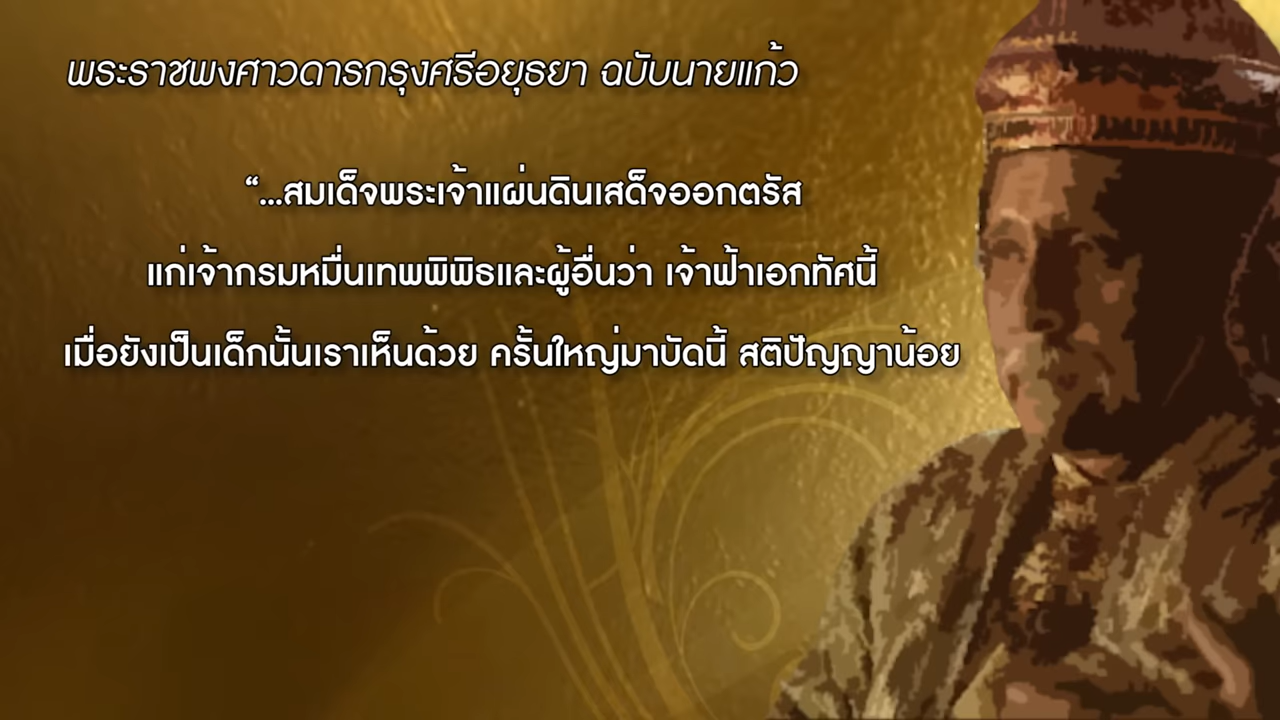 พระราชพงศาวดารกรุงศรีอยุธยา ฉบับนายแก้ว
“...สมเด็จพระเจ้าแผ่นดินเสด็จออกตรัส
แก่เจ้ากรมหมื่นเทพพิพิธและผู้อื่นว่า เจ้าฟ้าเอกทัศนี้
เมื่อยังเป็นเด็กนั้นเราเห็นด้วย ครั้นใหญ่มาบัดนี้ สติปัญญาน้อย